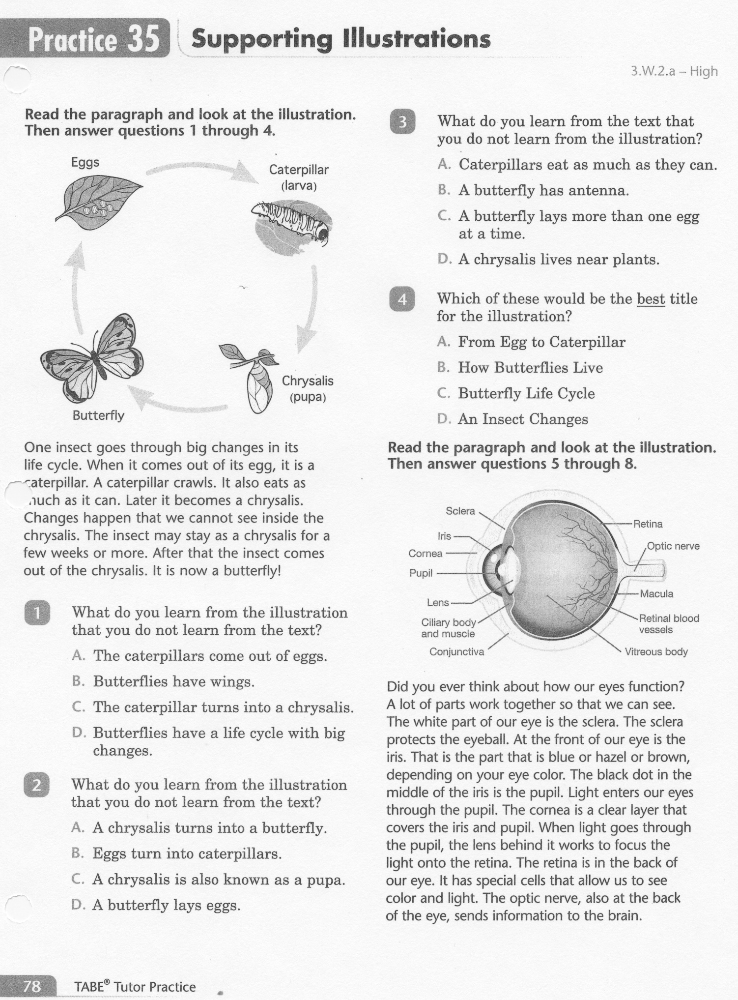 Practice 35
Supporting Illustrations
3.W.2.a – High
Read the paragraph and look at the illustration.
Then answer questions 1 through 4.
Eggs
Caterpillar
(larva)
Chrysalis
(pupa)
Butterfly
One insect goes through big changes in its
life cycle. When it comes out of its egg, it is a
caterpillar. A caterpillar crawls. It also eats as
much as it can. Later it becomes a chrysalis.
Changes happen that we cannot see inside the
chrysalis. The insect may stay as a chrysalis for a
few weeks or more. After that the insect comes
out of the chrysalis. It is now a butterfly!
1 What do you learn from the illustration
that you do not learn from the text?
A. The caterpillars come out of eggs.
B. Butterflies have wings.
C. The caterpillar turns into a chrysalis.
D. Butterflies have a life cycle with big
changes.
2 What do you learn from the illustration
that you do not learn from the text?
A. A chrysalis turns into a butterfly.
B. Eggs turn into caterpillars.
C. A chrysalis is also known as a pupa.
D. A butterfly lays eggs.
3 What do you learn from the text that
you do not learn from the illustration?
A. Caterpillars eat as much as they can.
B. A butterfly has antenna.
C. A butterfly lays more than one egg
at a time.
D. A chrysalis lives near plants.
4 Which of these would be the best title
for the illustration?
A. From Egg to Caterpillar
B. How Butterflies Live
C. Butterfly Life Cycle
D. An Insect Changes
Read the paragraph and look at the illustration.
Then answer questions 5 through 8.
Sclera
Iris
Cornea
Pupil
Lens
Ciliary body
and muscle
Conjunctiva
Retina
Optic nerve
Macula
Retinal blood
vessels
Vitreous body
Did you ever think about how our eyes function?
A lot of parts work together so that we can see.
The white part of our eye is the sclera. The sclera
protects the eyeball. At the front of our eye is the
iris. That is the part that is blue or hazel or brown,
depending on your eye color. The black dot in the
middle of the iris is the pupil. Light enters our eyes
through the pupil. The cornea is a clear layer that
covers the iris and pupil. When light goes through
the pupil, the lens behind it works to focus the
light onto the retina. The retina is in the back of
our eye. It has special cells that allow us to see
color and light. The optic nerve, also at the back
of the eye, sends information to the brain.
78 TABE® Tutor Practice